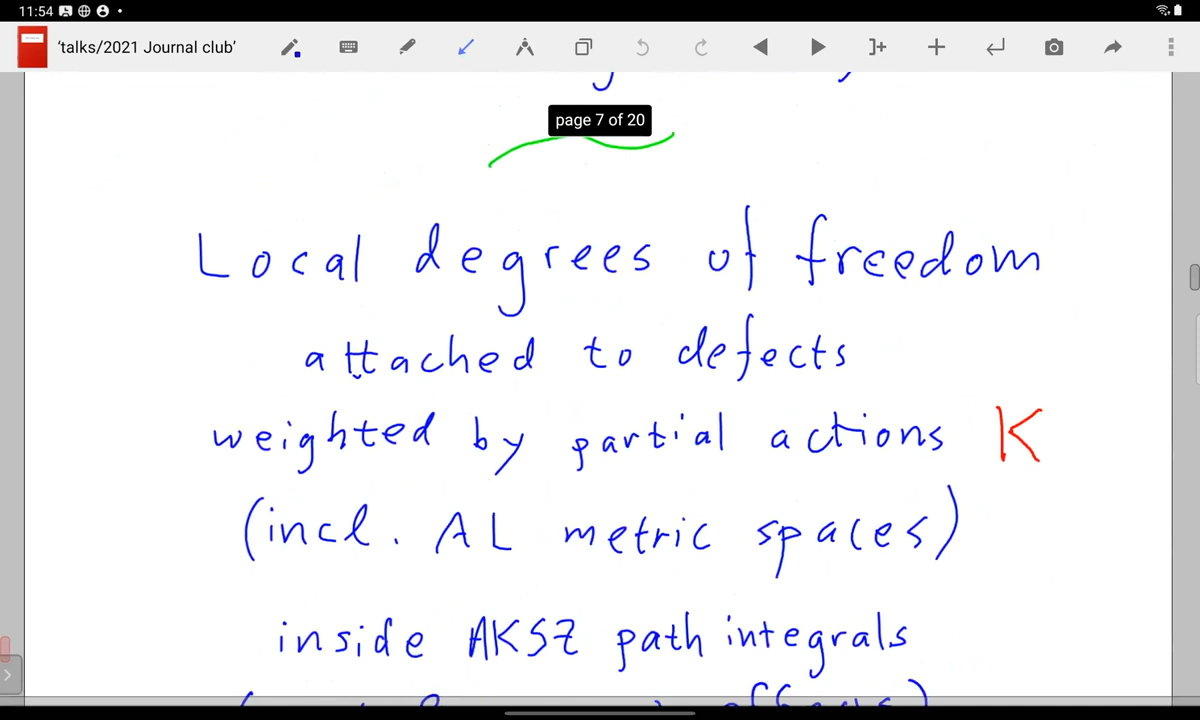 11:54
'talks/2021 Journal club'
page 7 of 20
Local degrees of freedom
attached to defects
weighted by partial actions K
(incl. AL metric spaces)
inside AKSZ path integrals